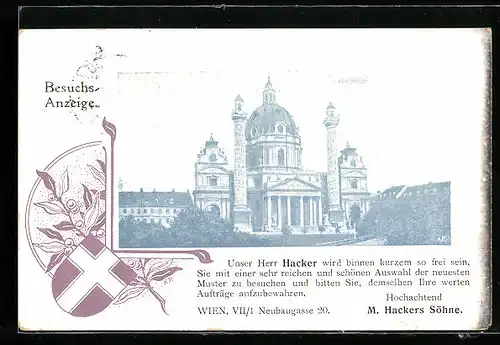 Besuchs-
Anzeige.
Unser Herr Hacker wird binnen kurzem so frei sein,
Sie mit einer sehr reichen und schönen Auswahl der neuesten
Muster zu besuchen und bitten Sie, demselben Ihre werten
Aufträge aufzubewahren.
Hochachtend
WIEN, VII/1 Neubaugasse 20. M. Hackers Söhne.